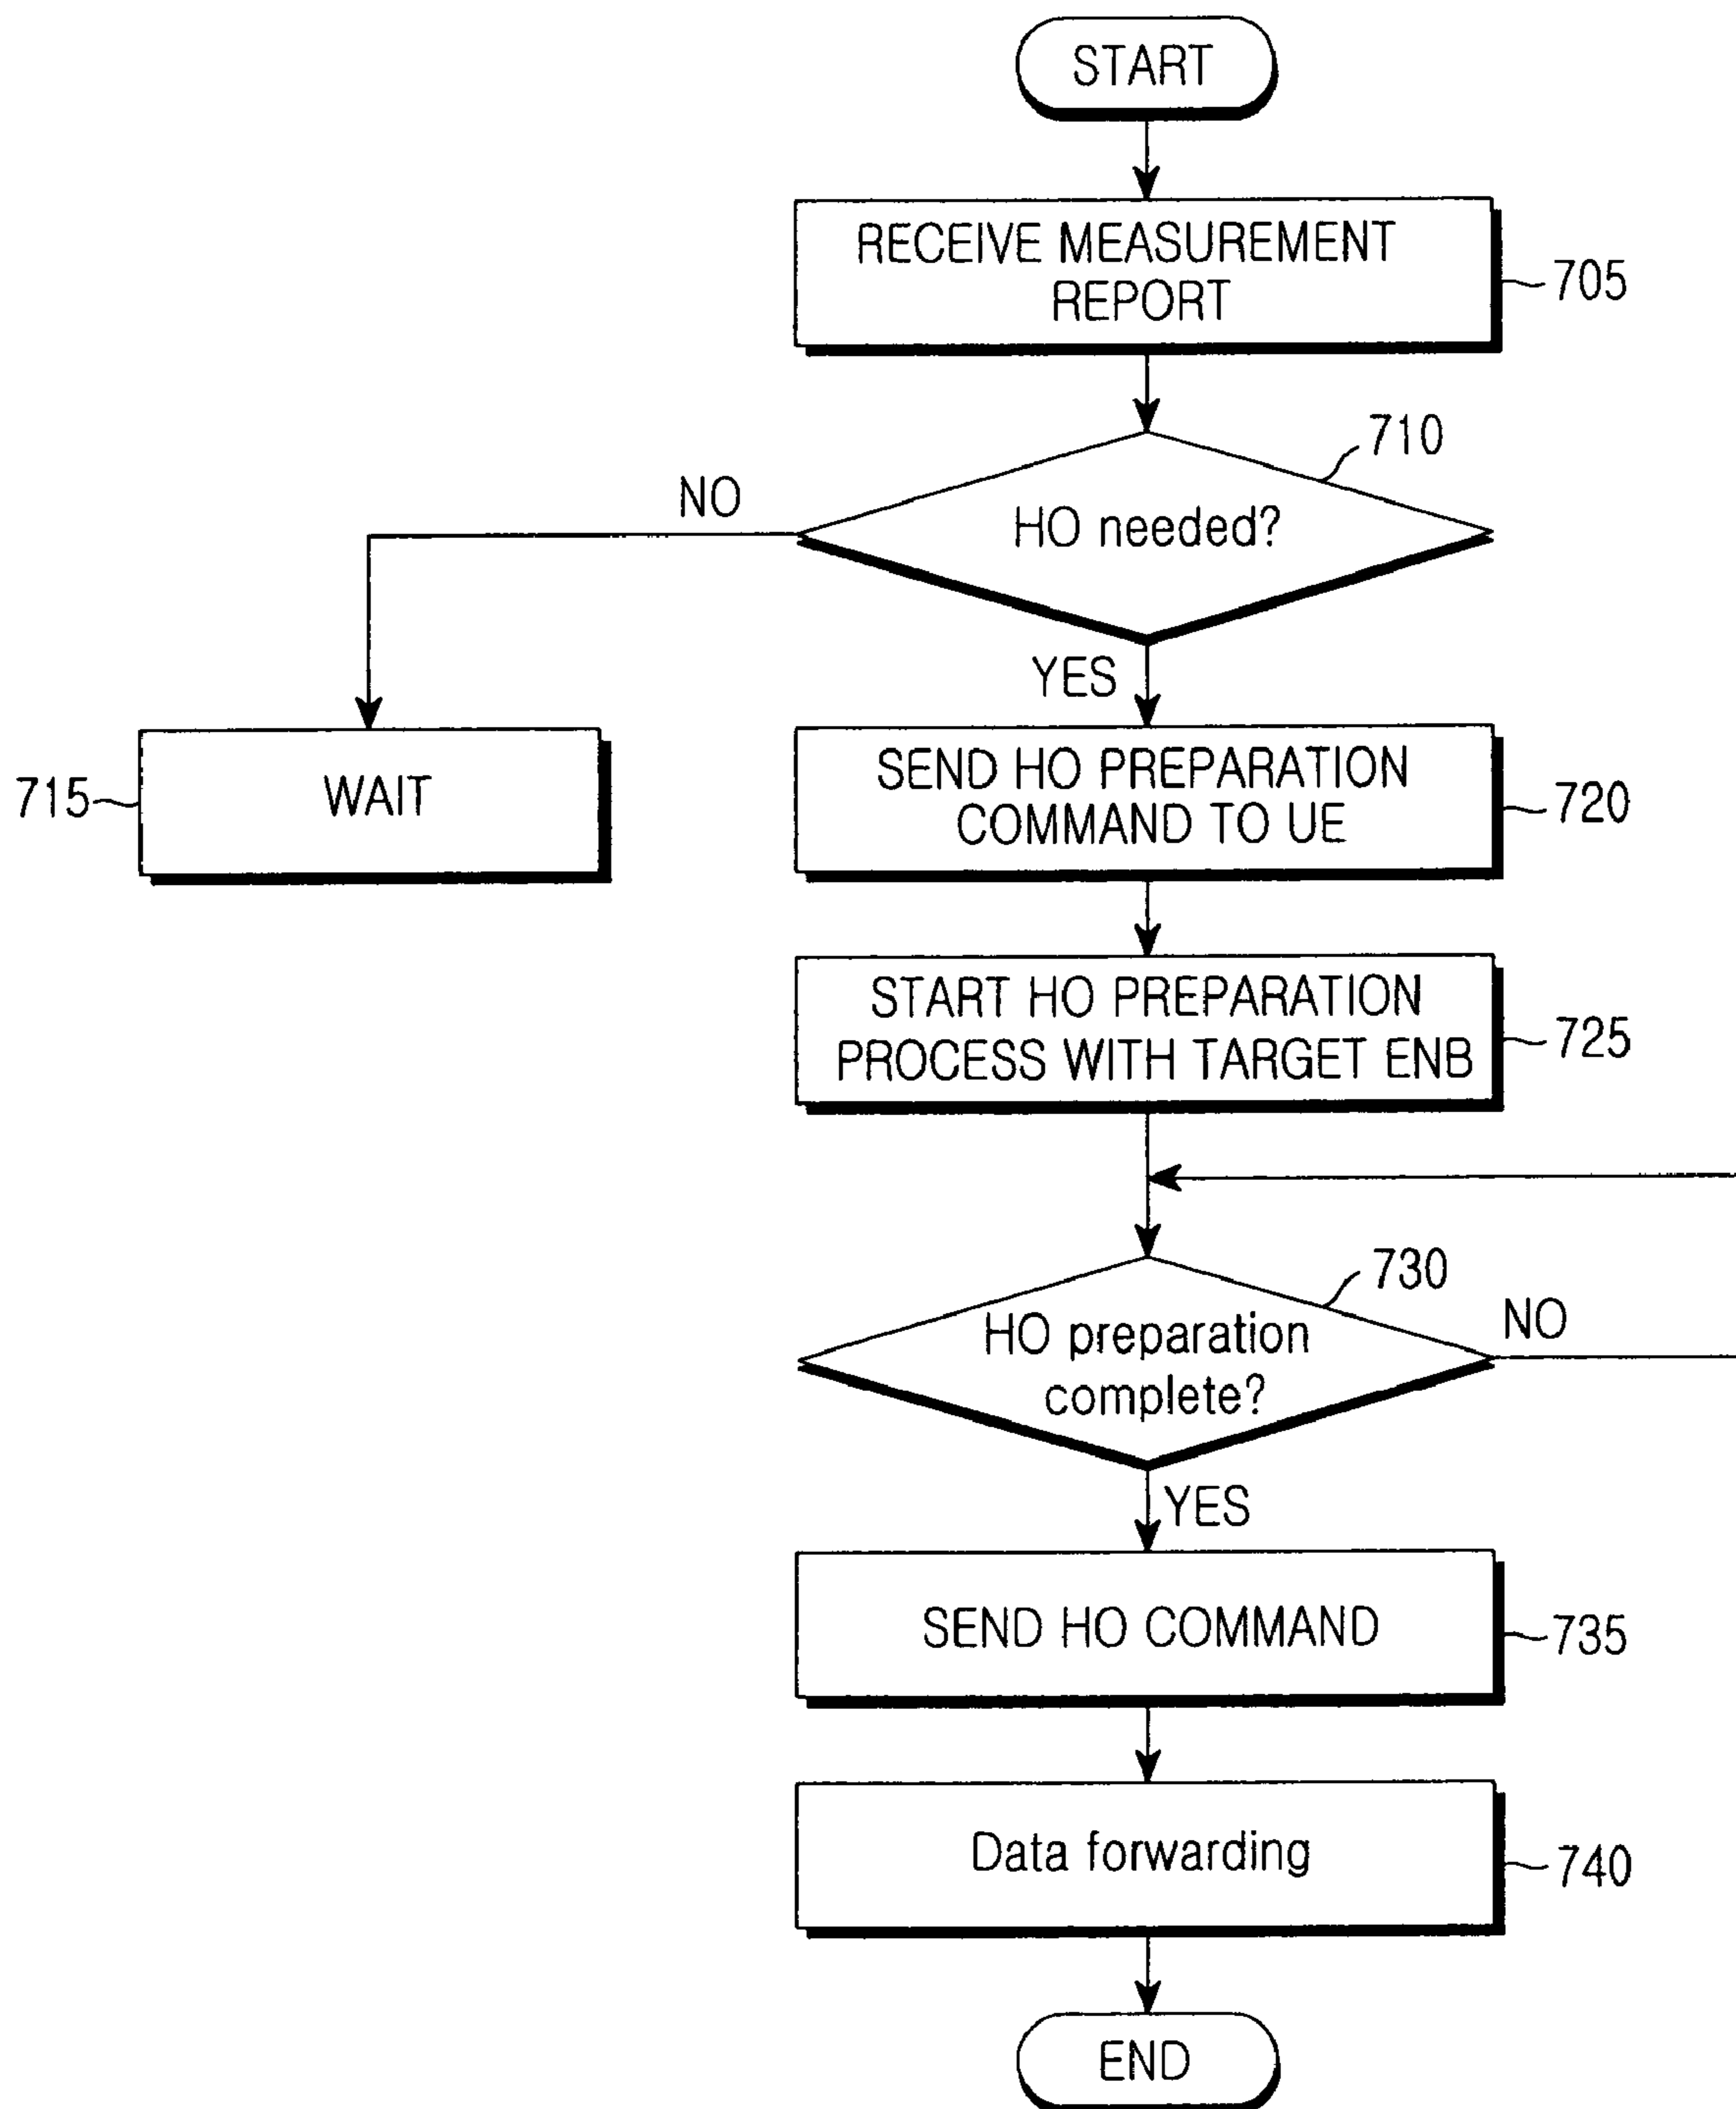 START
RECEIVE MEASUREMENT
REPORT
705
710
HO needed?
NO
YES
WAIT
715
SEND HO PREPARATION
COMMAND TO UE
720
START HO PREPARATION
PROCESS WITH TARGET ENB
725
730
HO preparation
complete?
NO
YES
SEND HO COMMAND
735
Data forwarding
740
END